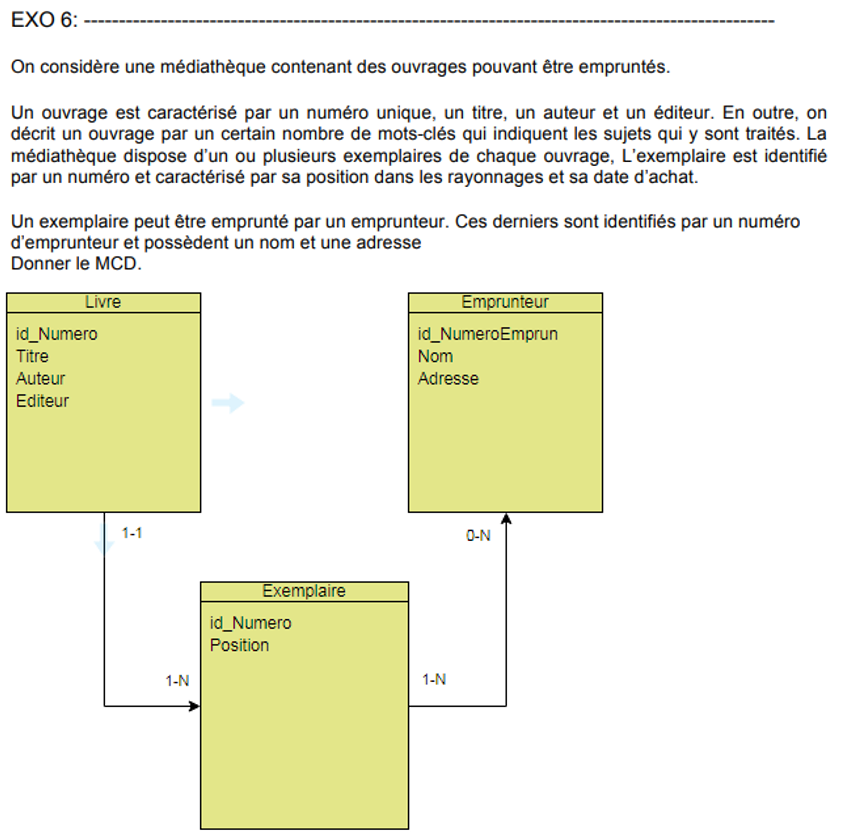 EXO 6: ---------------------------------------------------------------------------------------------------
On considère une médiathèque contenant des ouvrages pouvant être empruntés.
Un ouvrage est caractérisé par un numéro unique, un titre, un auteur et un éditeur. En outre, on
décrit un ouvrage par un certain nombre de mots-clés qui indiquent les sujets qui y sont traités. La
médiathèque dispose d'un ou plusieurs exemplaires de chaque ouvrage, L'exemplaire est identifié
par un numéro et caractérisé par sa position dans les rayonnages et sa date d'achat.
Un exemplaire peut être emprunté par un emprunteur. Ces derniers sont identifiés par un numéro
d'emprunteur et possèdent un nom et une adresse
Donner le MCD.
Livre
id_Numero
Titre
Auteur
Editeur
Emprunteur
id_NumeroEmprun
Nom
Adresse
1-1
0-N
Exemplaire
id_Numero
Position
1-N
1-N